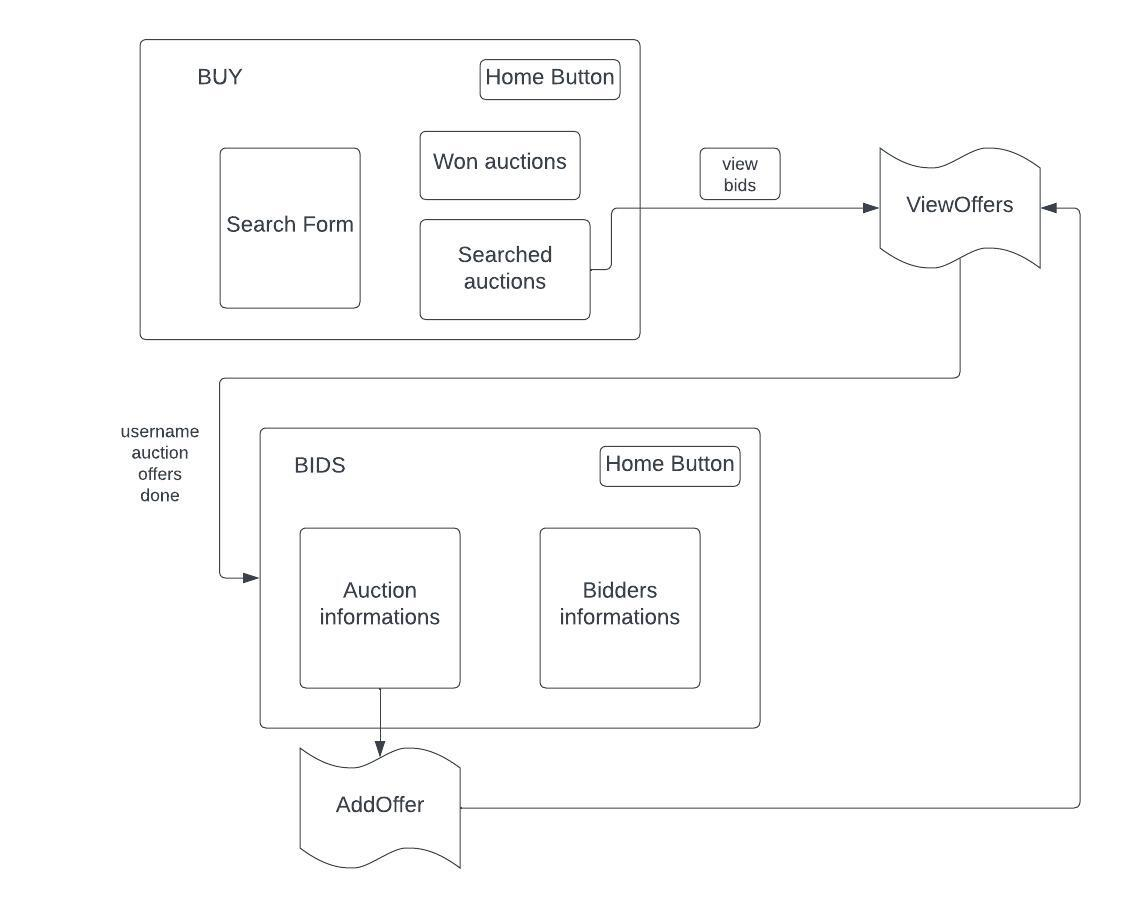 BUY
Home Button
Search Form
Won auctions
Searched
auctions
view
bids
ViewOffers
username
auction
offers
done
BIDS
Home Button
Auction
informations
Bidders
informations
AddOffer